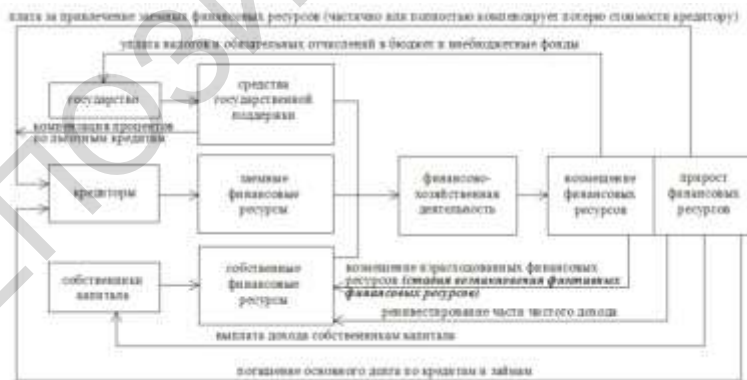 плата за привлечение заемных финансовых ресурсов (частично или полностью компенсирует потерю стоимости кредитору)
уплата налогов и обязательных отчислений в бюджет и внебюджетные фонды
государство
средства
государственной
поддержки
компенсация процентов
по льготным кредитам
кредиторы
заемные
финансовые
ресурсы
финансово-
хозяйственная
деятельность
возмещение
финансовых
ресурсов
прирост
финансовых
ресурсов
собственники
капитала
собственные
финансовые
ресурсы
возмещение израсходованных финансовых
ресурсов (стадия возникновения фиктивных
финансовых ресурсов)
реинвестирование части чистого дохода
выплата дохода собственникам капитала
погашение основного долга по кредитам и займам